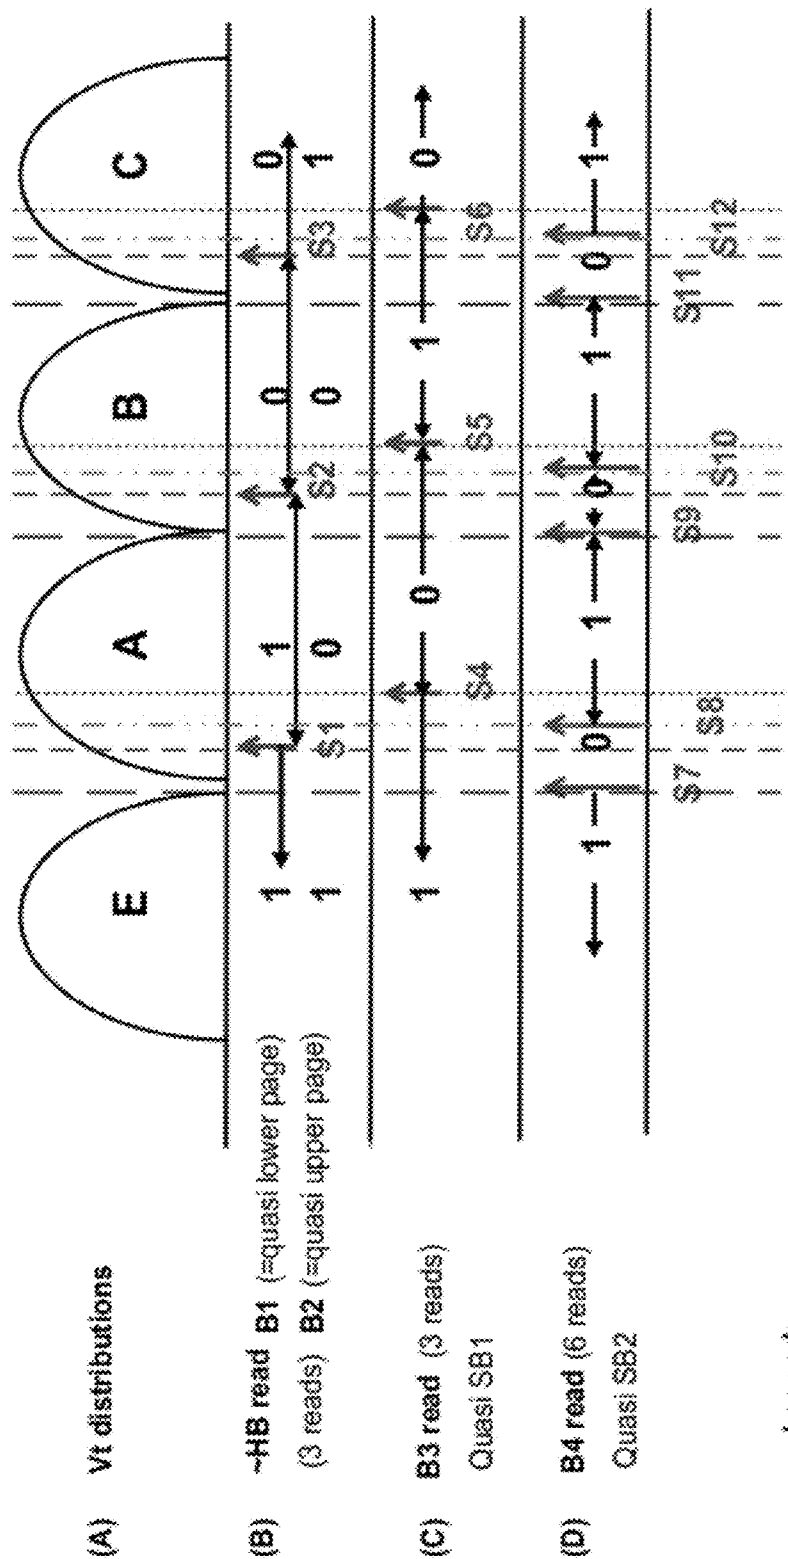 (A) Vt distributions
E A B C
(B) ~HB read B1 (=quasi lower page)
(3 reads) B2 (=quasi upper page)
1 1 0 0
1 0 0 1
S1 S2 S3
(C) B3 read (3 reads)
Quasi SB1
1 0 1 0
S4 S5 S6
(D) B4 read (6 reads)
Quasi SB2
1 0 1 0 1 0 1
S7 S8 S9 S10 S11 S12